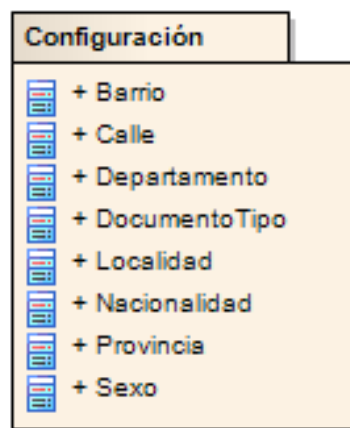 Configuración
+ Barrio
+ Calle
+ Departamento
+ DocumentoTipo
+ Localidad
+ Nacionalidad
+ Provincia
+ Sexo